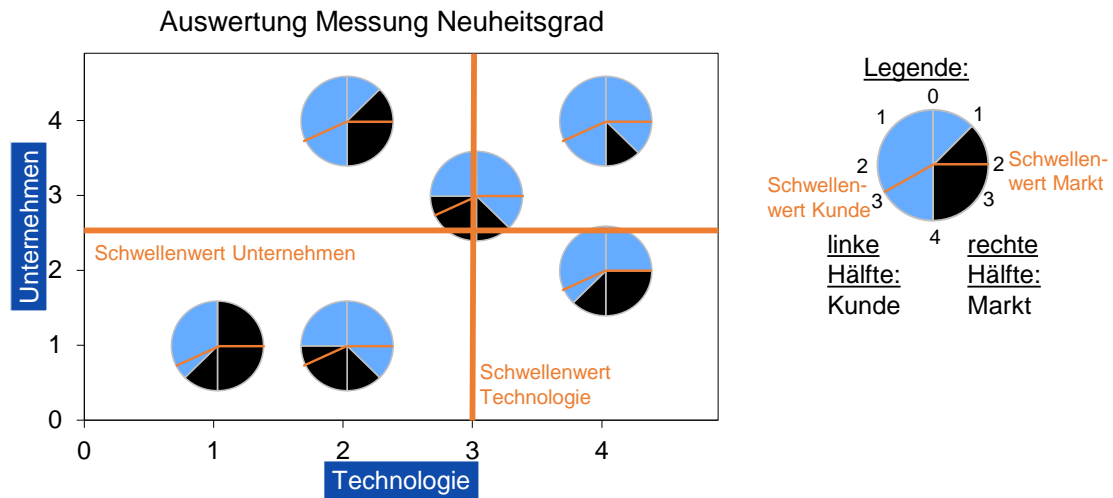 Auswertung Messung Neuheitsgrad
Unternehmen
4
3
2
1
0
Schwellenwert Unternehmen
Schwellenwert
Technologie
0
1
2
3
4
Technologie
Legende:
0
1
1
2
2
3
3
4
Schwellen-
wert Kunde
Schwellen-
wert Markt
linke
Hälfte:
Kunde
rechte
Hälfte:
Markt